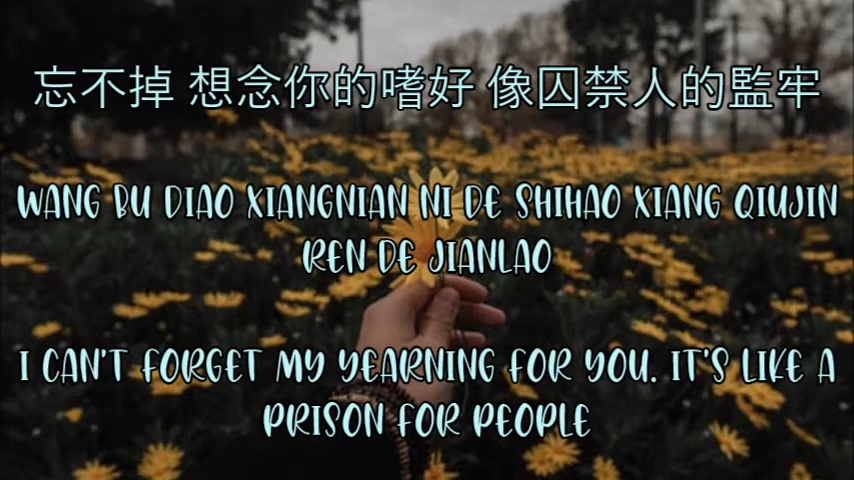 忘不掉 想念你的嗜好 像囚禁人的監牢
WANG BU DIAO XIANGNIAN NI DE SHIHAO XIANG QIUJIN
REN DE JIANLAO
I CAN'T FORGET MY YEARNING FOR YOU. IT'S LIKE A
PRISON FOR PEOPLE